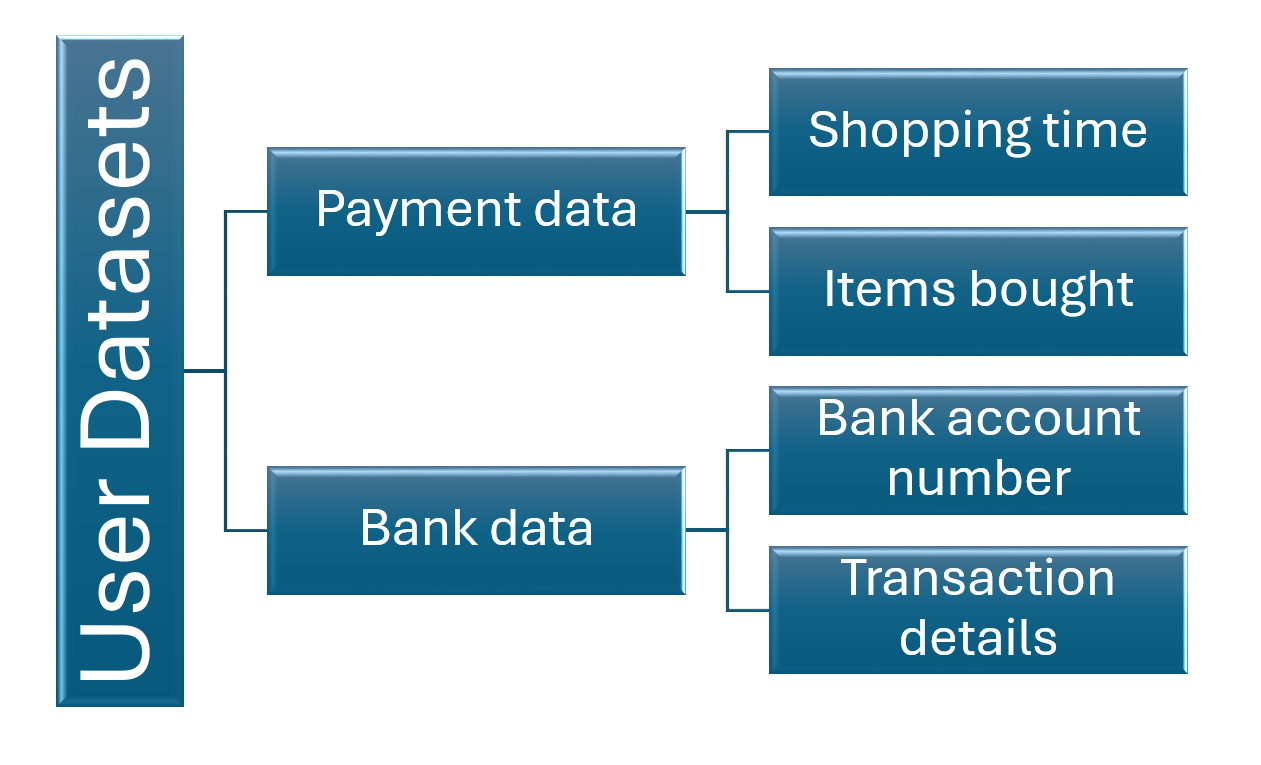 User Datasets
Payment data
Shopping time
Items bought
Bank data
Bank account
number
Transaction
details